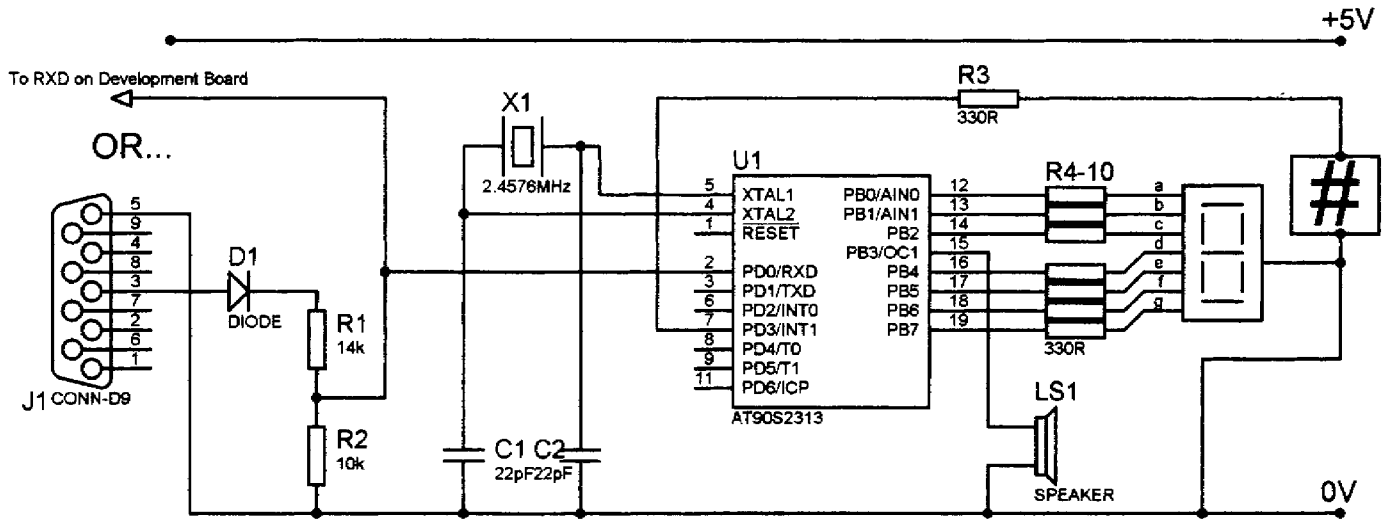 +5V
To RXD on Development Board
OR...
5
9
4
8
3
7
2
6
1
J1 CONN-D9
D1
DIODE
R1
14k
R2
10k
X1
2.4576MHz
C1 C2
22pF22pF
U1
5 XTAL1
4 XTAL2
1 RESET
2 PD0/RXD
3 PD1/TXD
6 PD2/INT0
7 PD3/INT1
8 PD4/T0
9 PD5/T1
11 PD6/ICP
PB0/AIN0 12
PB1/AIN1 13
PB2 14
PB3/OC1 15
PB4 16
PB5 17
PB6 18
PB7 19
AT90S2313
R3
330R
R4-10
330R
a
b
c
d
e
f
g
#
LS1
SPEAKER
0V